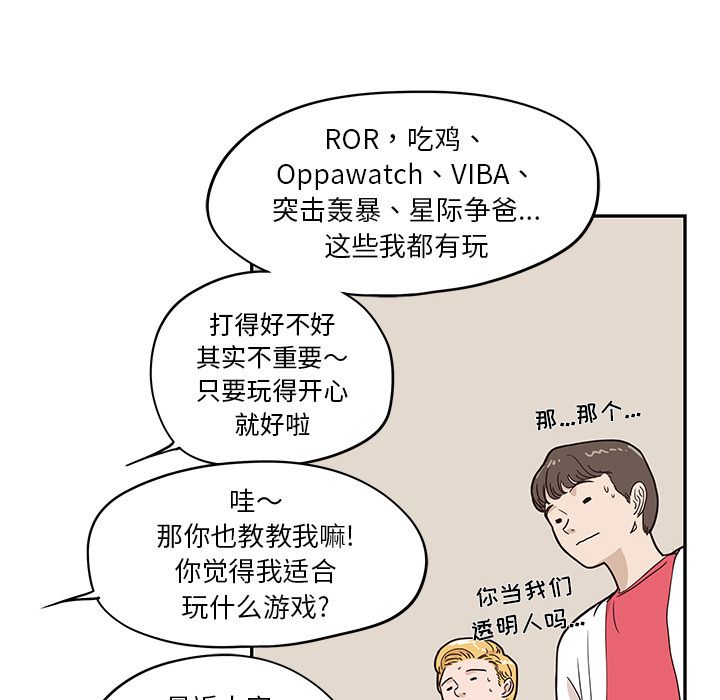 ROR，吃鸡、
Oppawatch、VIBA、
突击轰暴、星际争爸...
这些我都有玩
打得好不好
其实不重要～
只要玩得开心
就好啦
那...那个...
哇～
那你也教教我嘛!
你觉得我适合
玩什么游戏?
你当我们
透明人吗...